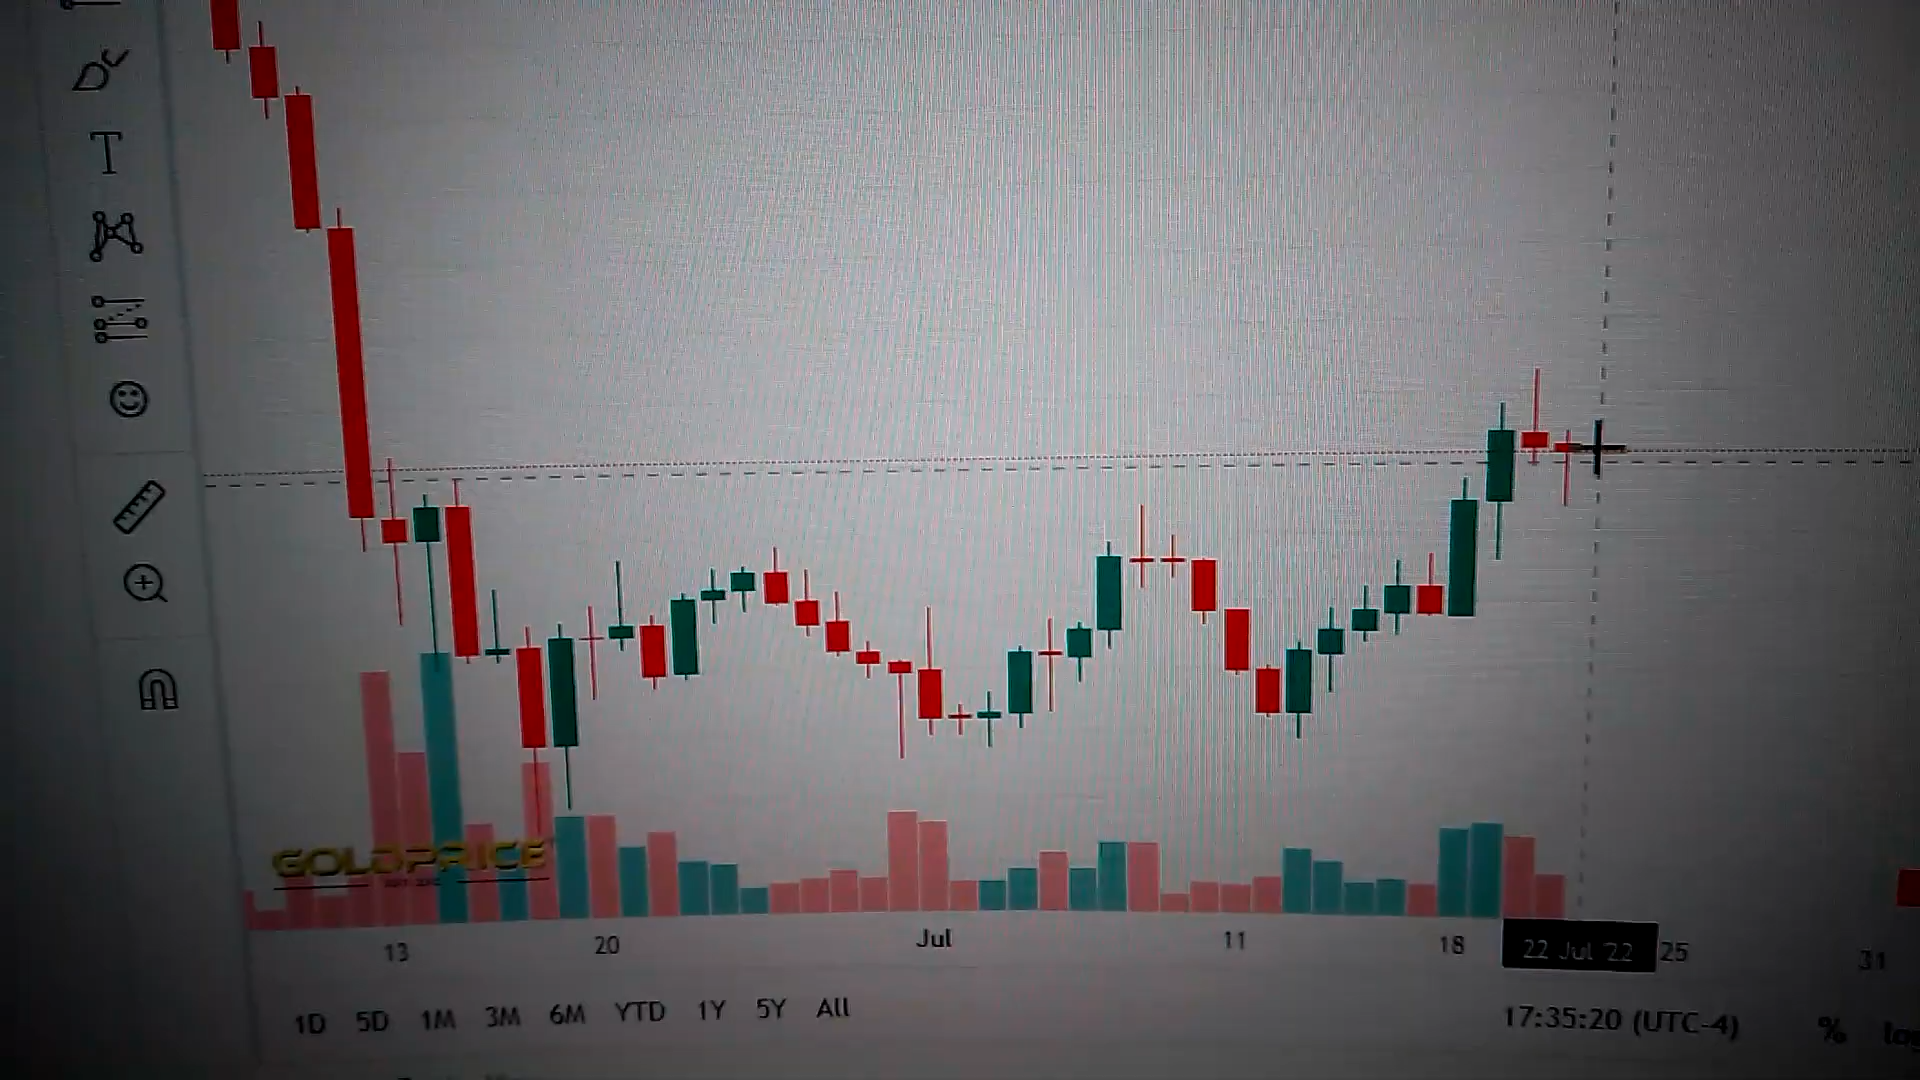 T
GOLDPRICE
13 20 Jul 11 18 22 Jul '22 25 31
1D 5D 1M 3M 6M YTD 1Y 5Y All 17:35:20 (UTC-4) %